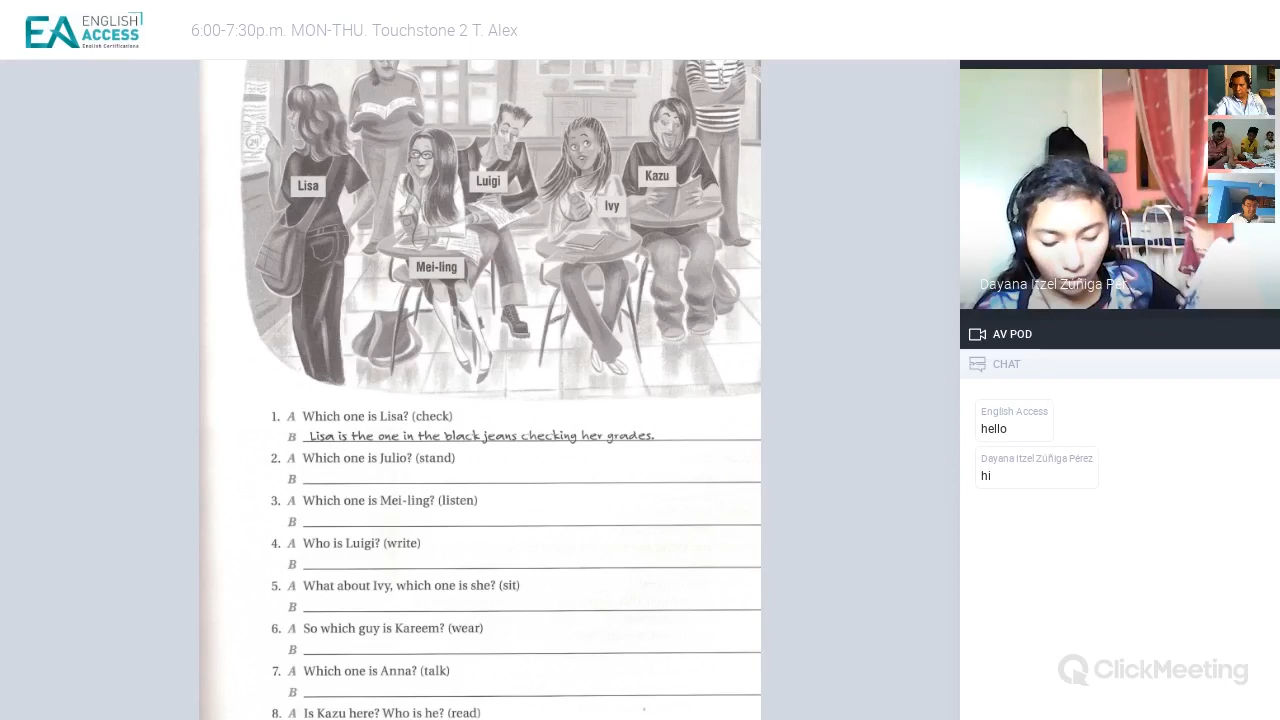 EA ENGLISH ACCESS
English Certifications
6:00-7:30p.m. MON-THU. Touchstone 2 T. Alex
Lisa
Luigi
Kazu
Ivy
Mei-ling
1. A Which one is Lisa? (check)
B Lisa is the one in the black jeans checking her grades.
2. A Which one is Julio? (stand)
B
3. A Which one is Mei-ling? (listen)
B
4. A Who is Luigi? (write)
B
5. A What about Ivy, which one is she? (sit)
B
6. A So which guy is Kareem? (wear)
B
7. A Which one is Anna? (talk)
B
8. A Is Kazu here? Who is he? (read)
Dayana Itzel Zúñiga Pér...
AV POD
CHAT
English Access
hello
Dayana Itzel Zúñiga Pérez
hi
ClickMeeting